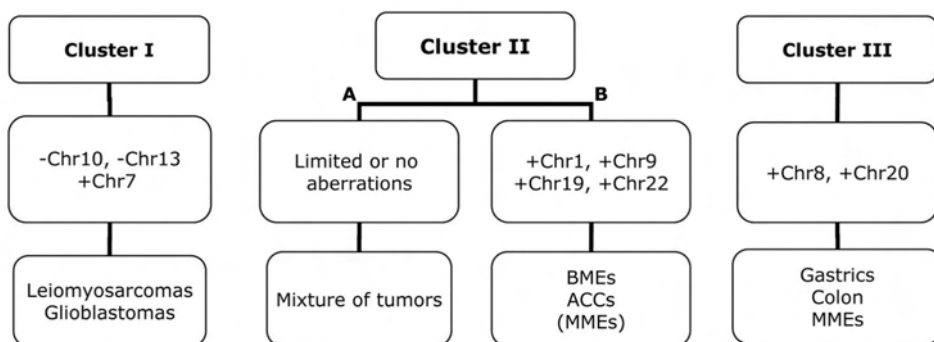 Cluster I
-Chr10, -Chr13
+Chr7
Leiomyosarcomas
Glioblastomas
Cluster II
A
B
Limited or no
aberrations
Mixture of tumors
+Chr1, +Chr9
+Chr19, +Chr22
BMEs
ACCs
(MMEs)
Cluster III
+Chr8, +Chr20
Gastrics
Colon
MMEs